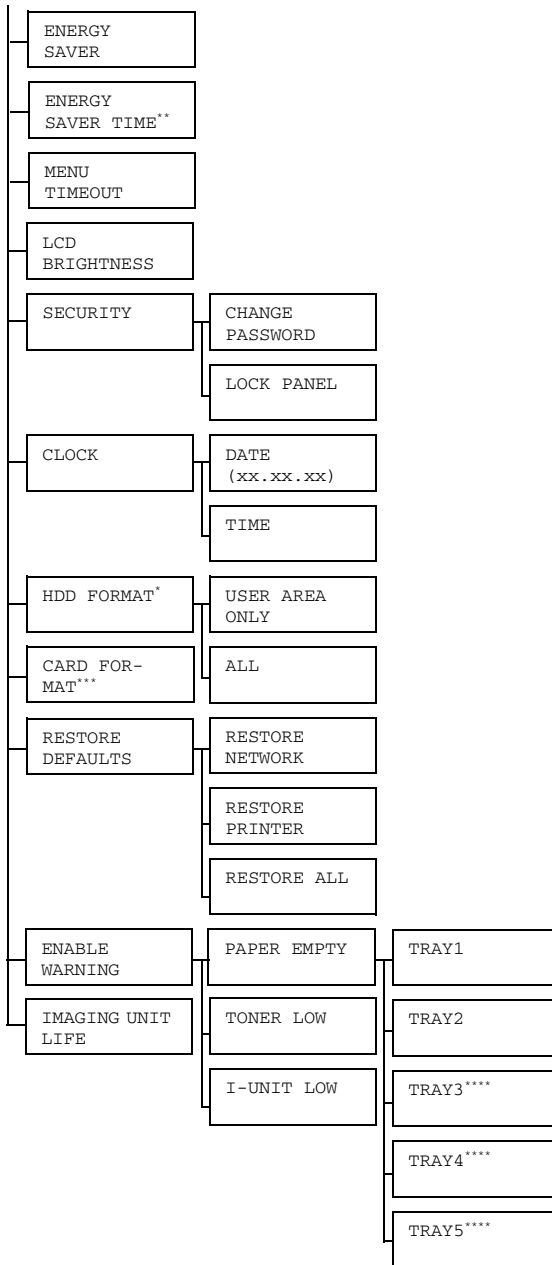 ENERGY
SAVER
ENERGY
SAVER TIME**
MENU
TIMEOUT
LCD
BRIGHTNESS
SECURITY
CHANGE
PASSWORD
LOCK PANEL
CLOCK
DATE
(xx.xx.xx)
TIME
HDD FORMAT*
USER AREA
ONLY
ALL
CARD FOR-
MAT***
RESTORE
DEFAULTS
RESTORE
NETWORK
RESTORE
PRINTER
RESTORE ALL
ENABLE
WARNING
PAPER EMPTY
TRAY1
TRAY2
TRAY3****
TRAY4****
TRAY5****
TONER LOW
I-UNIT LOW
IMAGING UNIT
LIFE